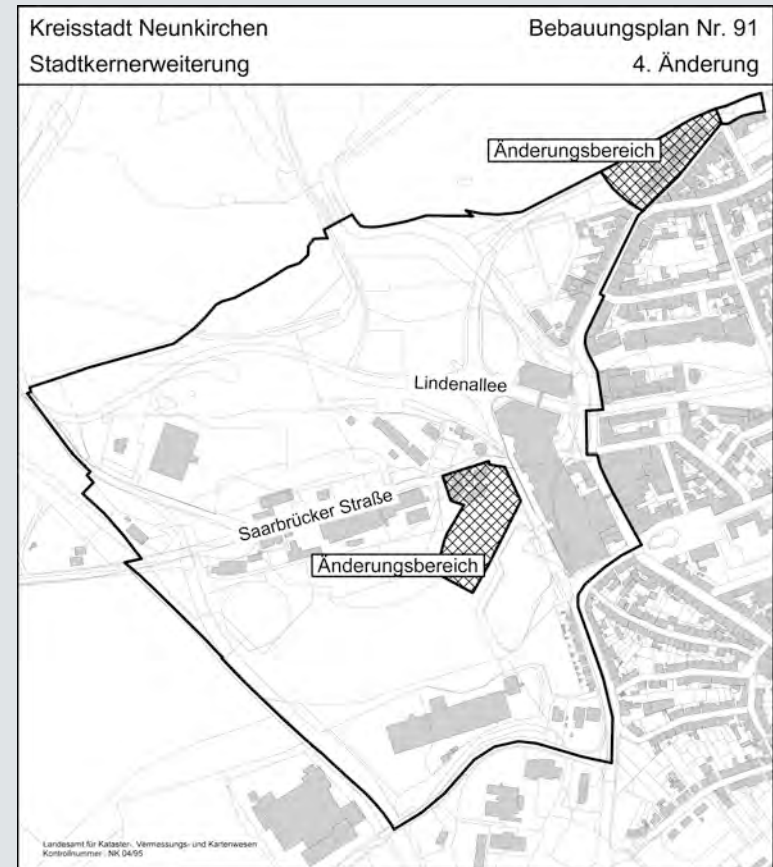 Kreisstadt Neunkirchen
Bebauungsplan Nr. 91
Stadtkernerweiterung
4. Änderung
Änderungsbereich
Lindenallee
Saarbrücker Straße
Änderungsbereich
Landesamt für Kataster-, Vermessungs- und Kartenwesen
Kontrollnummer: NK 04/95